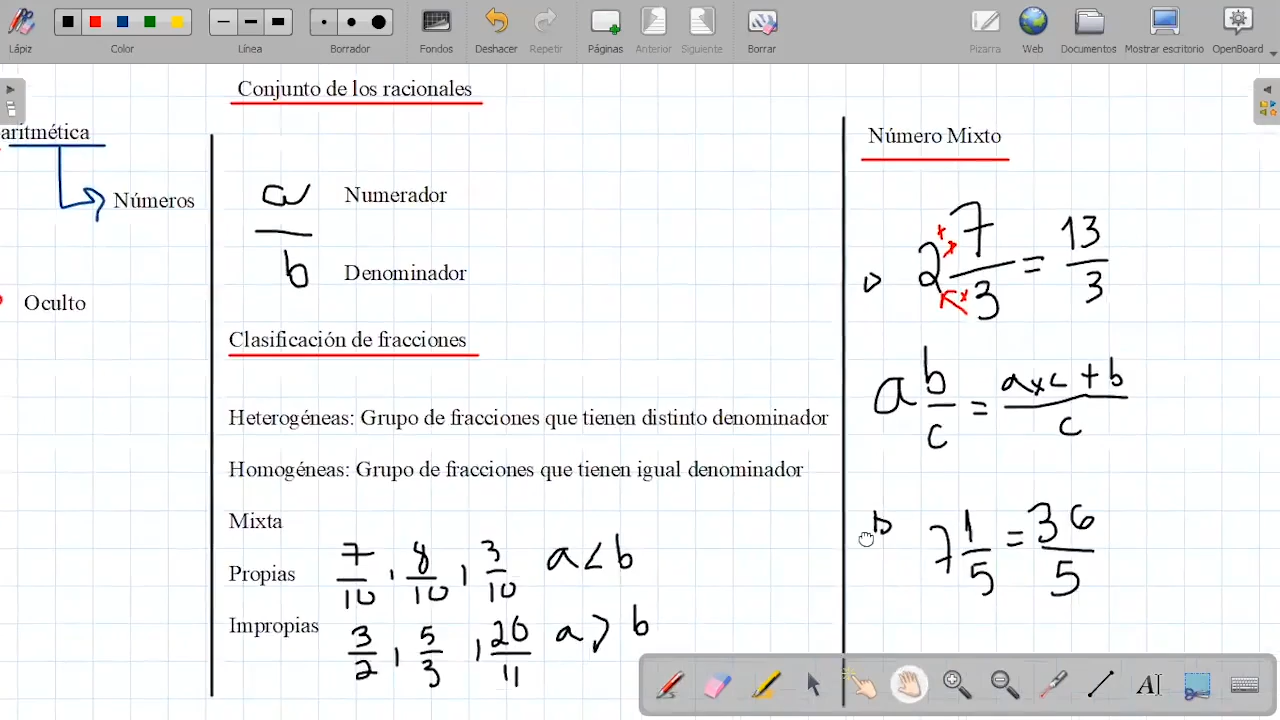 Lápiz Color Línea Borrador Fondos Deshacer Repetir Páginas Anterior Siguiente Borrar Pizarra Web Documentos Mostrar escritorio OpenBoard
aritmética
Números
Oculto
Conjunto de los racionales
a Numerador
b Denominador
Clasificación de fracciones
Heterogéneas: Grupo de fracciones que tienen distinto denominador
Homogéneas: Grupo de fracciones que tienen igual denominador
Mixta
Propias 7/10, 8/10, 3/10 a < b
Impropias 3/2, 5/3, 20/11 a > b
Número Mixto
2 7/3 = 13/3
a b/c = a×c + b/c
7 1/5 = 36/5